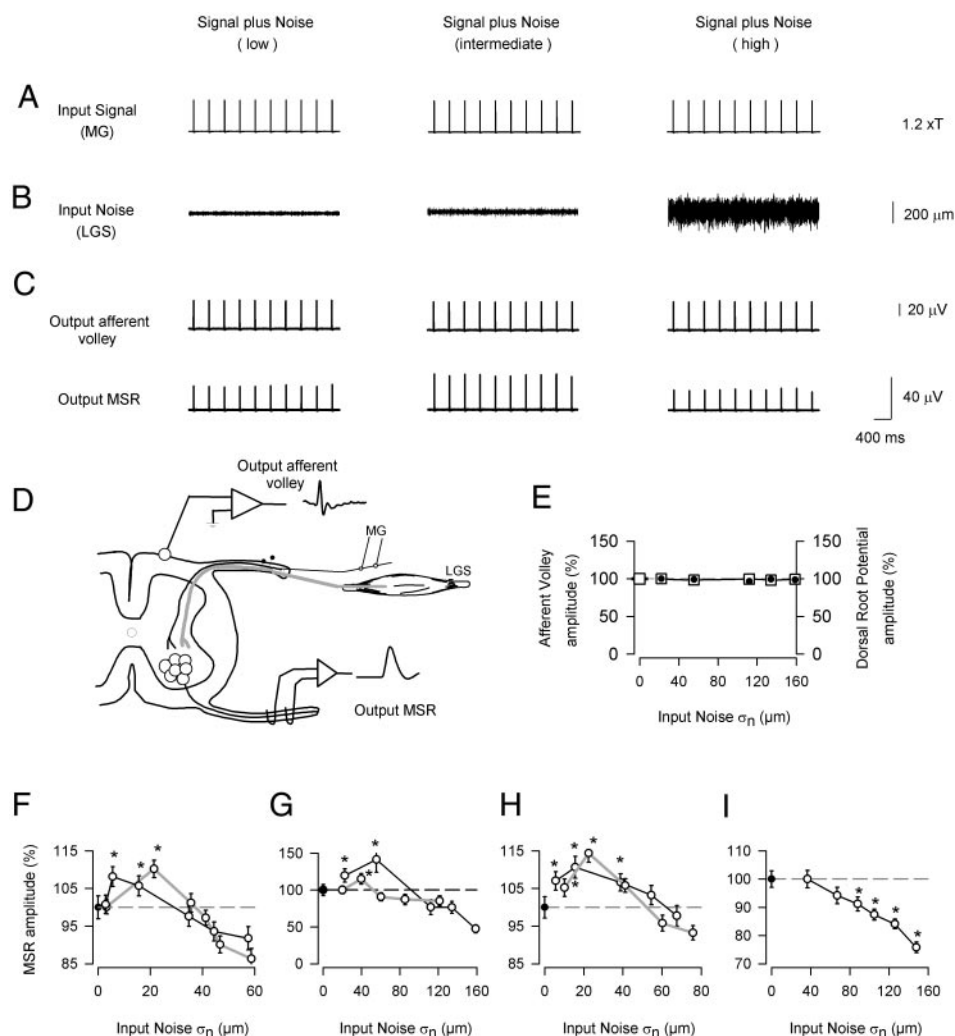 Signal plus Noise
( low )
Signal plus Noise
(intermediate )
Signal plus Noise
( high )
A
Input Signal
(MG)
1.2 xT
B
Input Noise
(LGS)
200 μm
C
Output afferent
volley
20 μV
Output MSR
40 μV
400 ms
D
Output afferent
volley
MG
LGS
Output MSR
E
Afferent Volley
amplitude (%)
150
100
50
0
150
100
50
0
Dorsal Root Potential
amplitude (%)
0 40 80 120 160
Input Noise σn (μm)
F
MSR amplitude (%)
115
105
95
85
* * *
0 20 40 60
Input Noise σn (μm)
G
150
100
50
0
* * *
0 40 80 120 160
Input Noise σn (μm)
H
115
105
95
85
* * * * *
0 20 40 60 80
Input Noise σn (μm)
I
110
100
90
80
70
* * * *
0 40 80 120 160
Input Noise σn (μm)